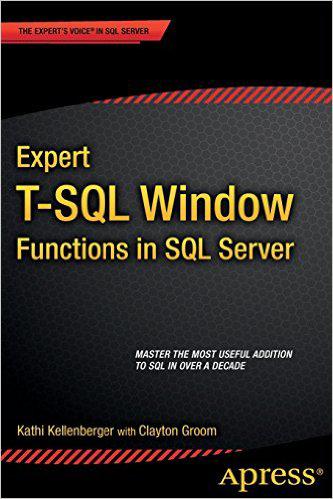 THE EXPERT'S VOICE® IN SQL SERVER
Expert
T-SQL Window
Functions in SQL Server
MASTER THE MOST USEFUL ADDITION
TO SQL IN OVER A DECADE
Kathi Kellenberger with Clayton Groom
Apress®